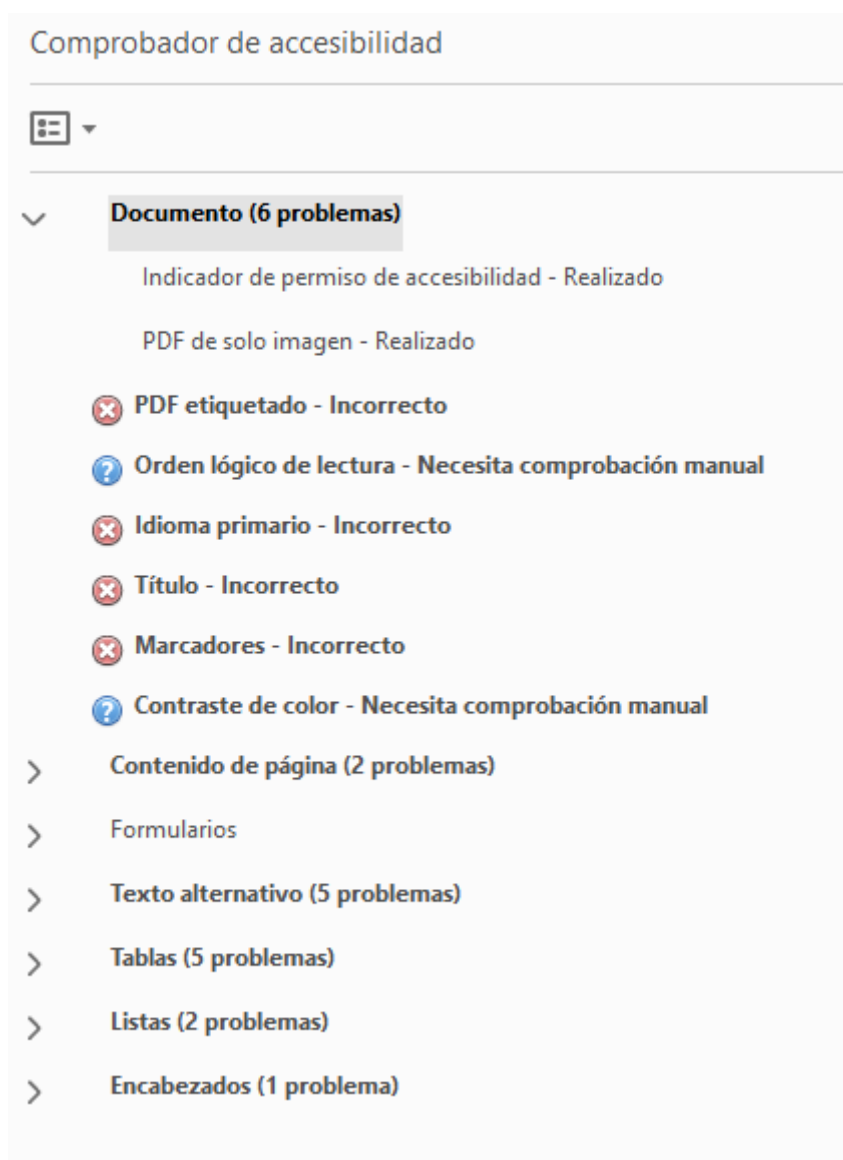 Comprobador de accesibilidad
Documento (6 problemas)
Indicador de permiso de accesibilidad - Realizado
PDF de solo imagen - Realizado
PDF etiquetado - Incorrecto
Orden lógico de lectura - Necesita comprobación manual
Idioma primario - Incorrecto
Título - Incorrecto
Marcadores - Incorrecto
Contraste de color - Necesita comprobación manual
Contenido de página (2 problemas)
Formularios
Texto alternativo (5 problemas)
Tablas (5 problemas)
Listas (2 problemas)
Encabezados (1 problema)